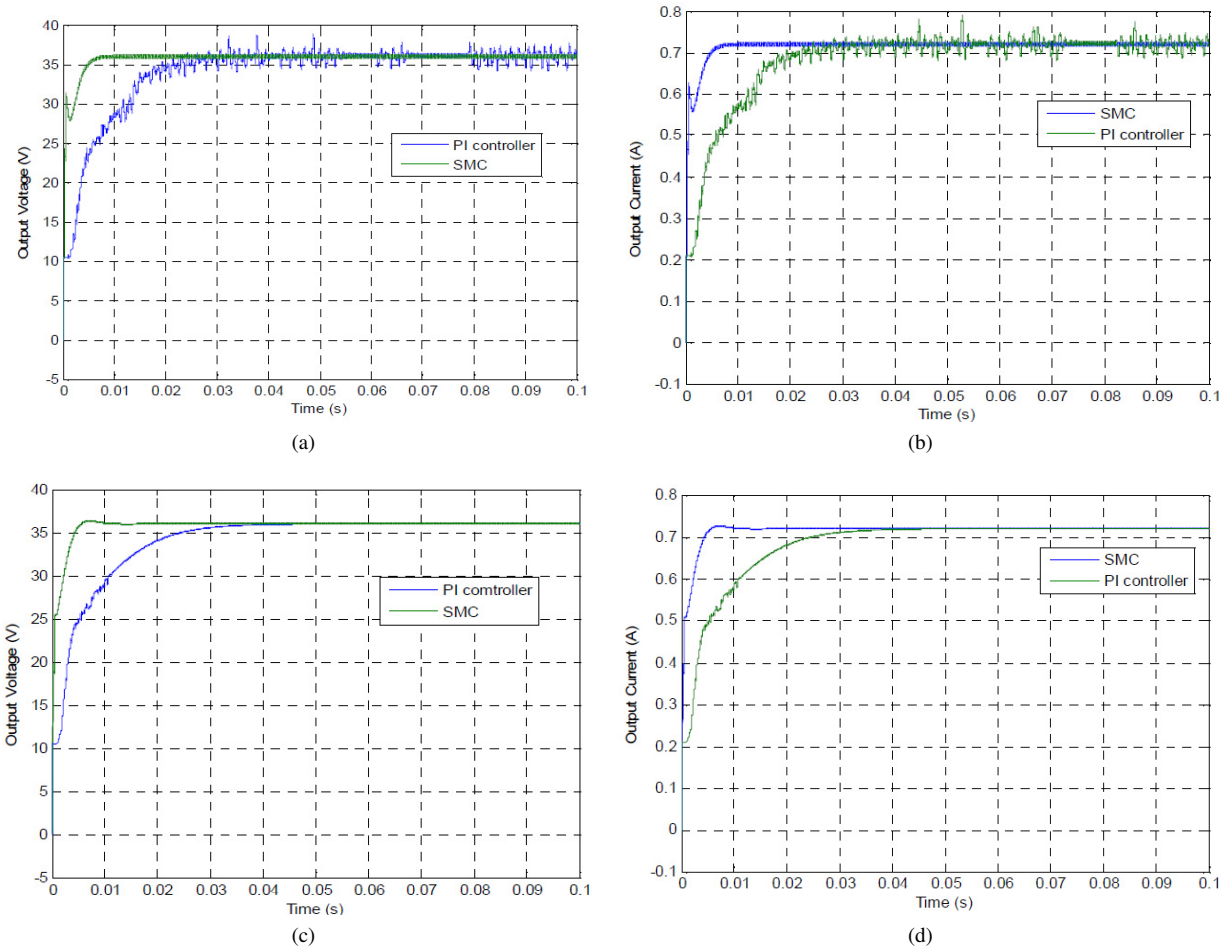 40
35
30
25
20
15
10
5
0
-5
Output Voltage (V)
PI controller
SMC
0 0.01 0.02 0.03 0.04 0.05 0.06 0.07 0.08 0.09 0.1
Time (s)
(a)
0.8
0.7
0.6
0.5
0.4
0.3
0.2
0.1
0
-0.1
Output Current (A)
SMC
PI controller
0 0.01 0.02 0.03 0.04 0.05 0.06 0.07 0.08 0.09 0.1
Time (s)
(b)
40
35
30
25
20
15
10
5
0
-5
Output Voltage (V)
PI comtroller
SMC
0 0.01 0.02 0.03 0.04 0.05 0.06 0.07 0.08 0.09 0.1
Time (s)
(c)
0.8
0.7
0.6
0.5
0.4
0.3
0.2
0.1
0
-0.1
Output Current (A)
SMC
PI controller
0 0.01 0.02 0.03 0.04 0.05 0.06 0.07 0.08 0.09 0.1
Time (s)
(d)